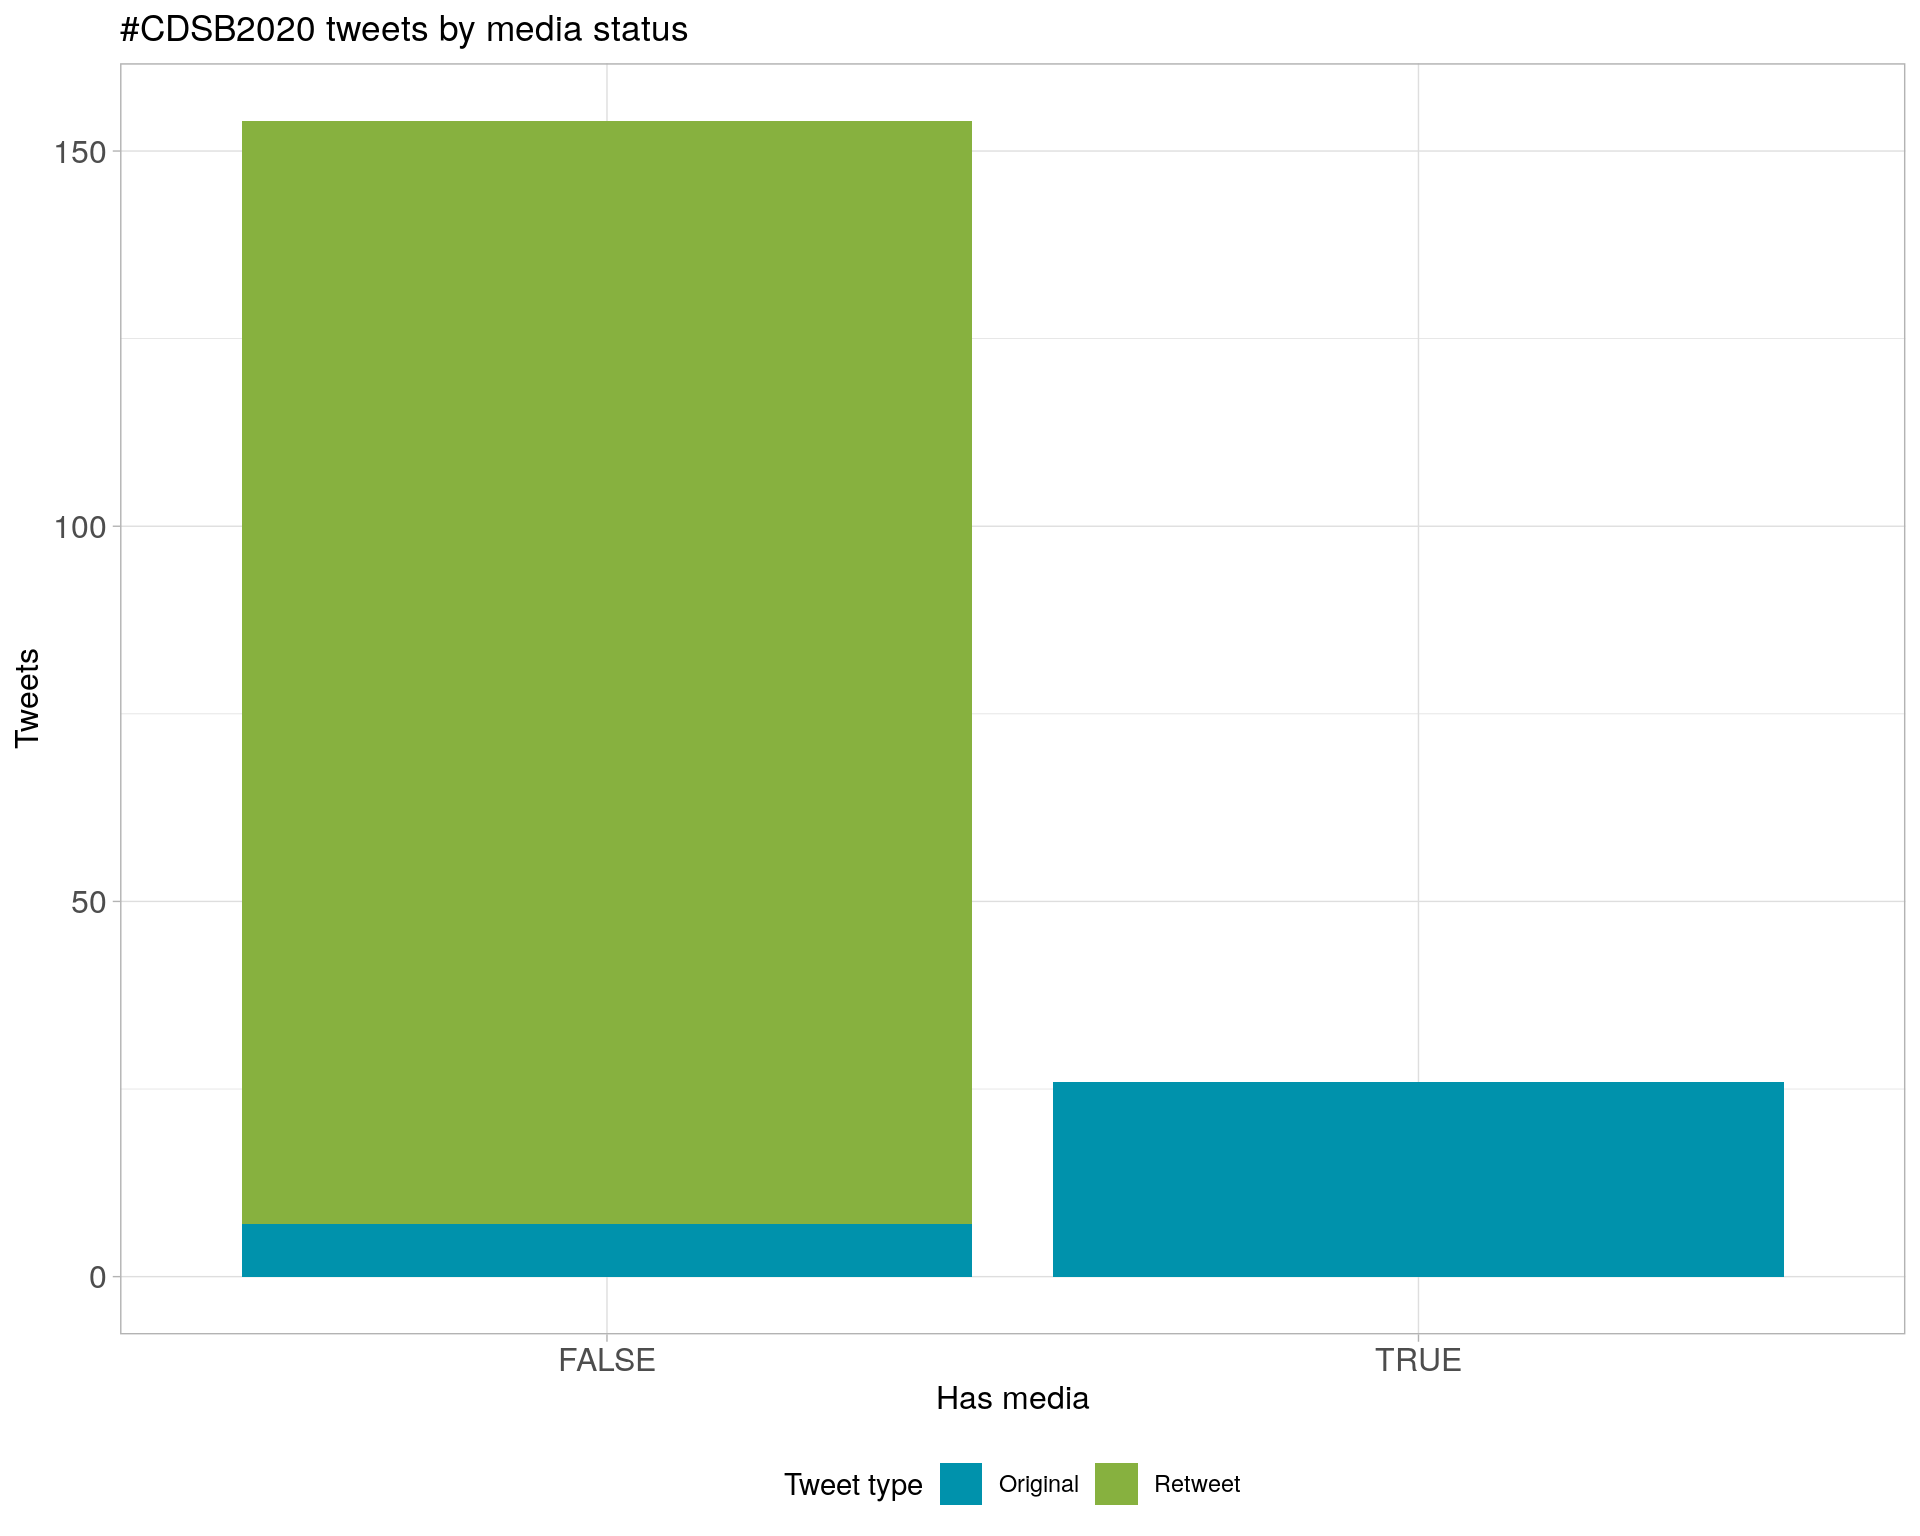 #CDSB2020 tweets by media status
150
100
50
0
Tweets
FALSE
TRUE
Has media
Tweet type
Original
Retweet